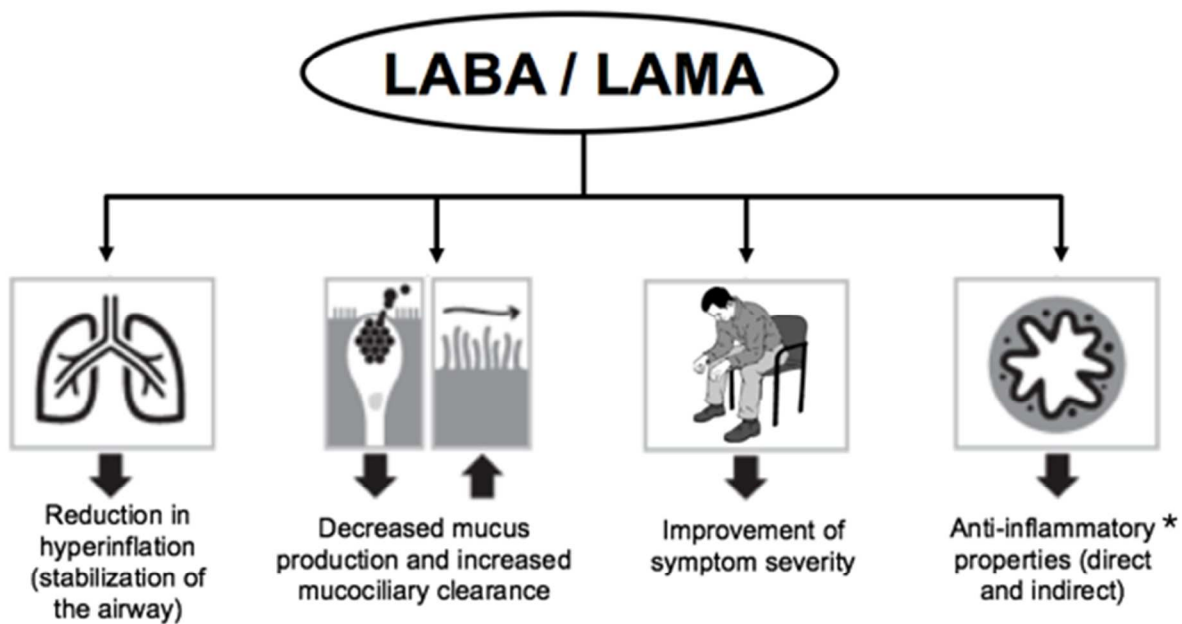 LABA / LAMA
Reduction in
hyperinflation
(stabilization of
the airway)
Decreased mucus
production and increased
mucociliary clearance
Improvement of
symptom severity
Anti-inflammatory *
properties (direct
and indirect)